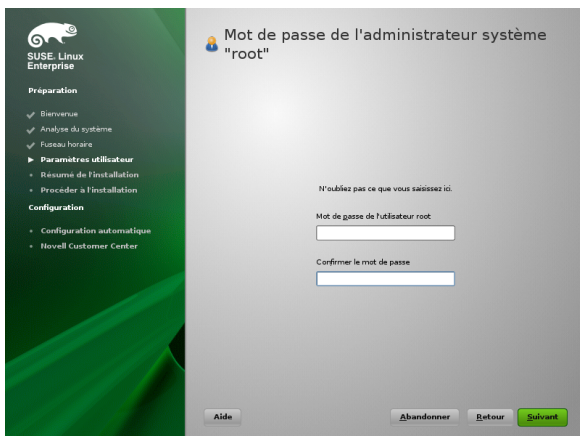 SUSE. Linux
Enterprise
Préparation
Bienvenue
Analyse du système
Fuseau horaire
Paramètres utilisateur
Résumé de l'installation
Procéder à l'installation
Configuration
Configuration automatique
Novell Customer Center
Mot de passe de l'administrateur système
"root"
N'oubliez pas ce que vous saisissez ici.
Mot de passe de l'utilisateur root
Confirmer le mot de passe
Aide
Abandonner
Retour
Suivant